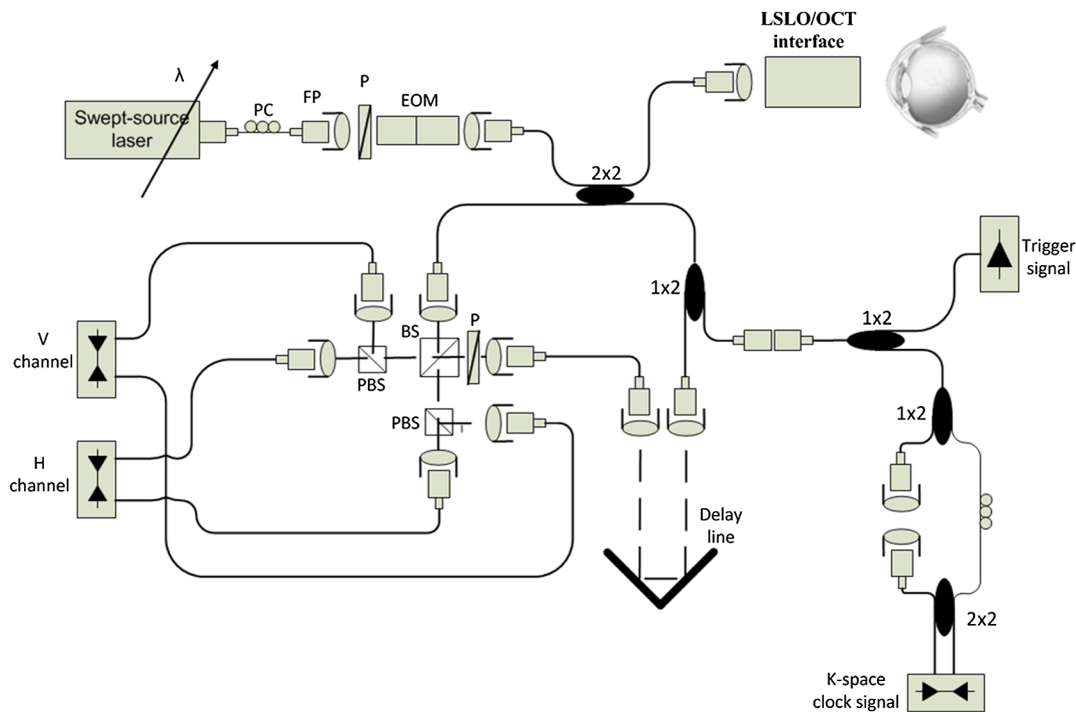 LSLO/OCT
interface
λ
Swept-source
laser
PC
FP
P
EOM
2x2
Trigger
signal
1x2
1x2
V
channel
BS
P
PBS
PBS
1x2
H
channel
Delay
line
2x2
K-space
clock signal